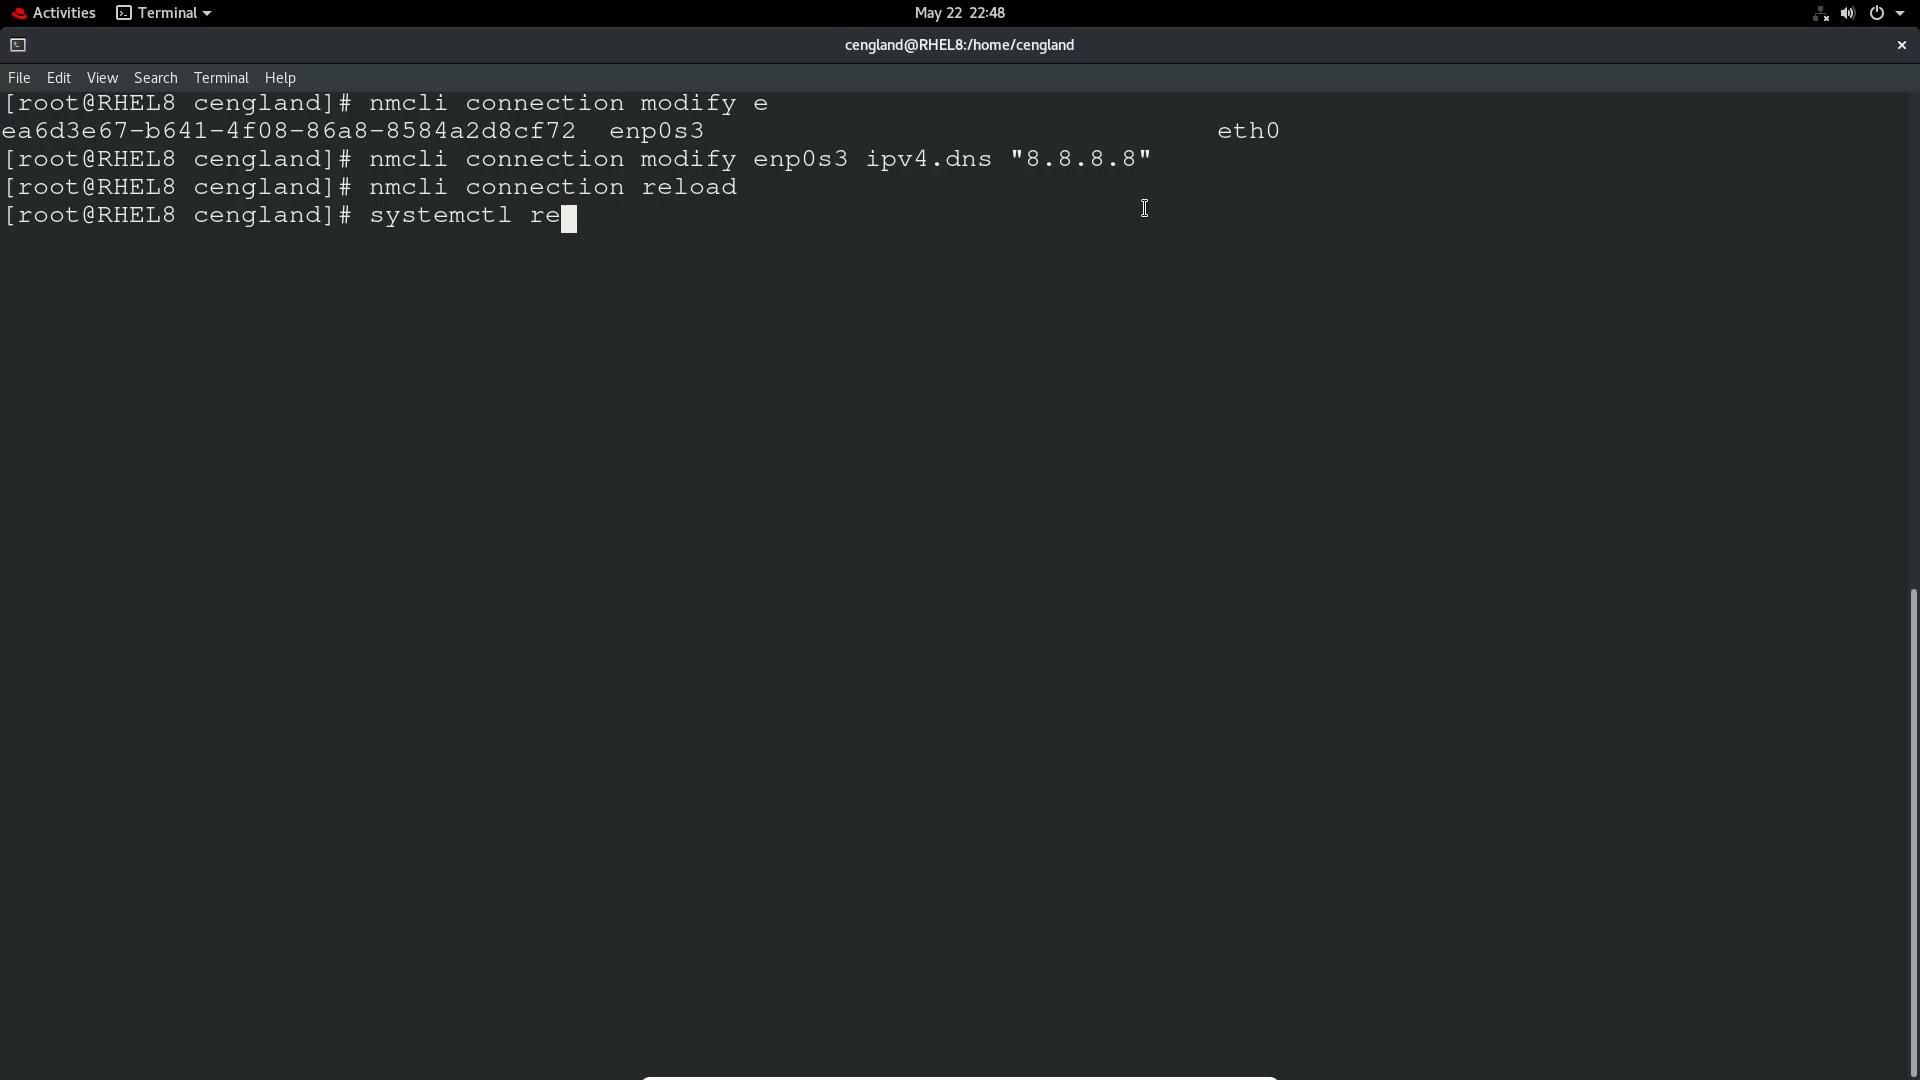 Activities Terminal May 22 22:48
cengland@RHEL8:/home/cengland
File Edit View Search Terminal Help
[root@RHEL8 cengland]# nmcli connection modify e
ea6d3e67-b641-4f08-86a8-8584a2d8cf72 enp0s3 eth0
[root@RHEL8 cengland]# nmcli connection modify enp0s3 ipv4.dns "8.8.8.8"
[root@RHEL8 cengland]# nmcli connection reload
[root@RHEL8 cengland]# systemctl re